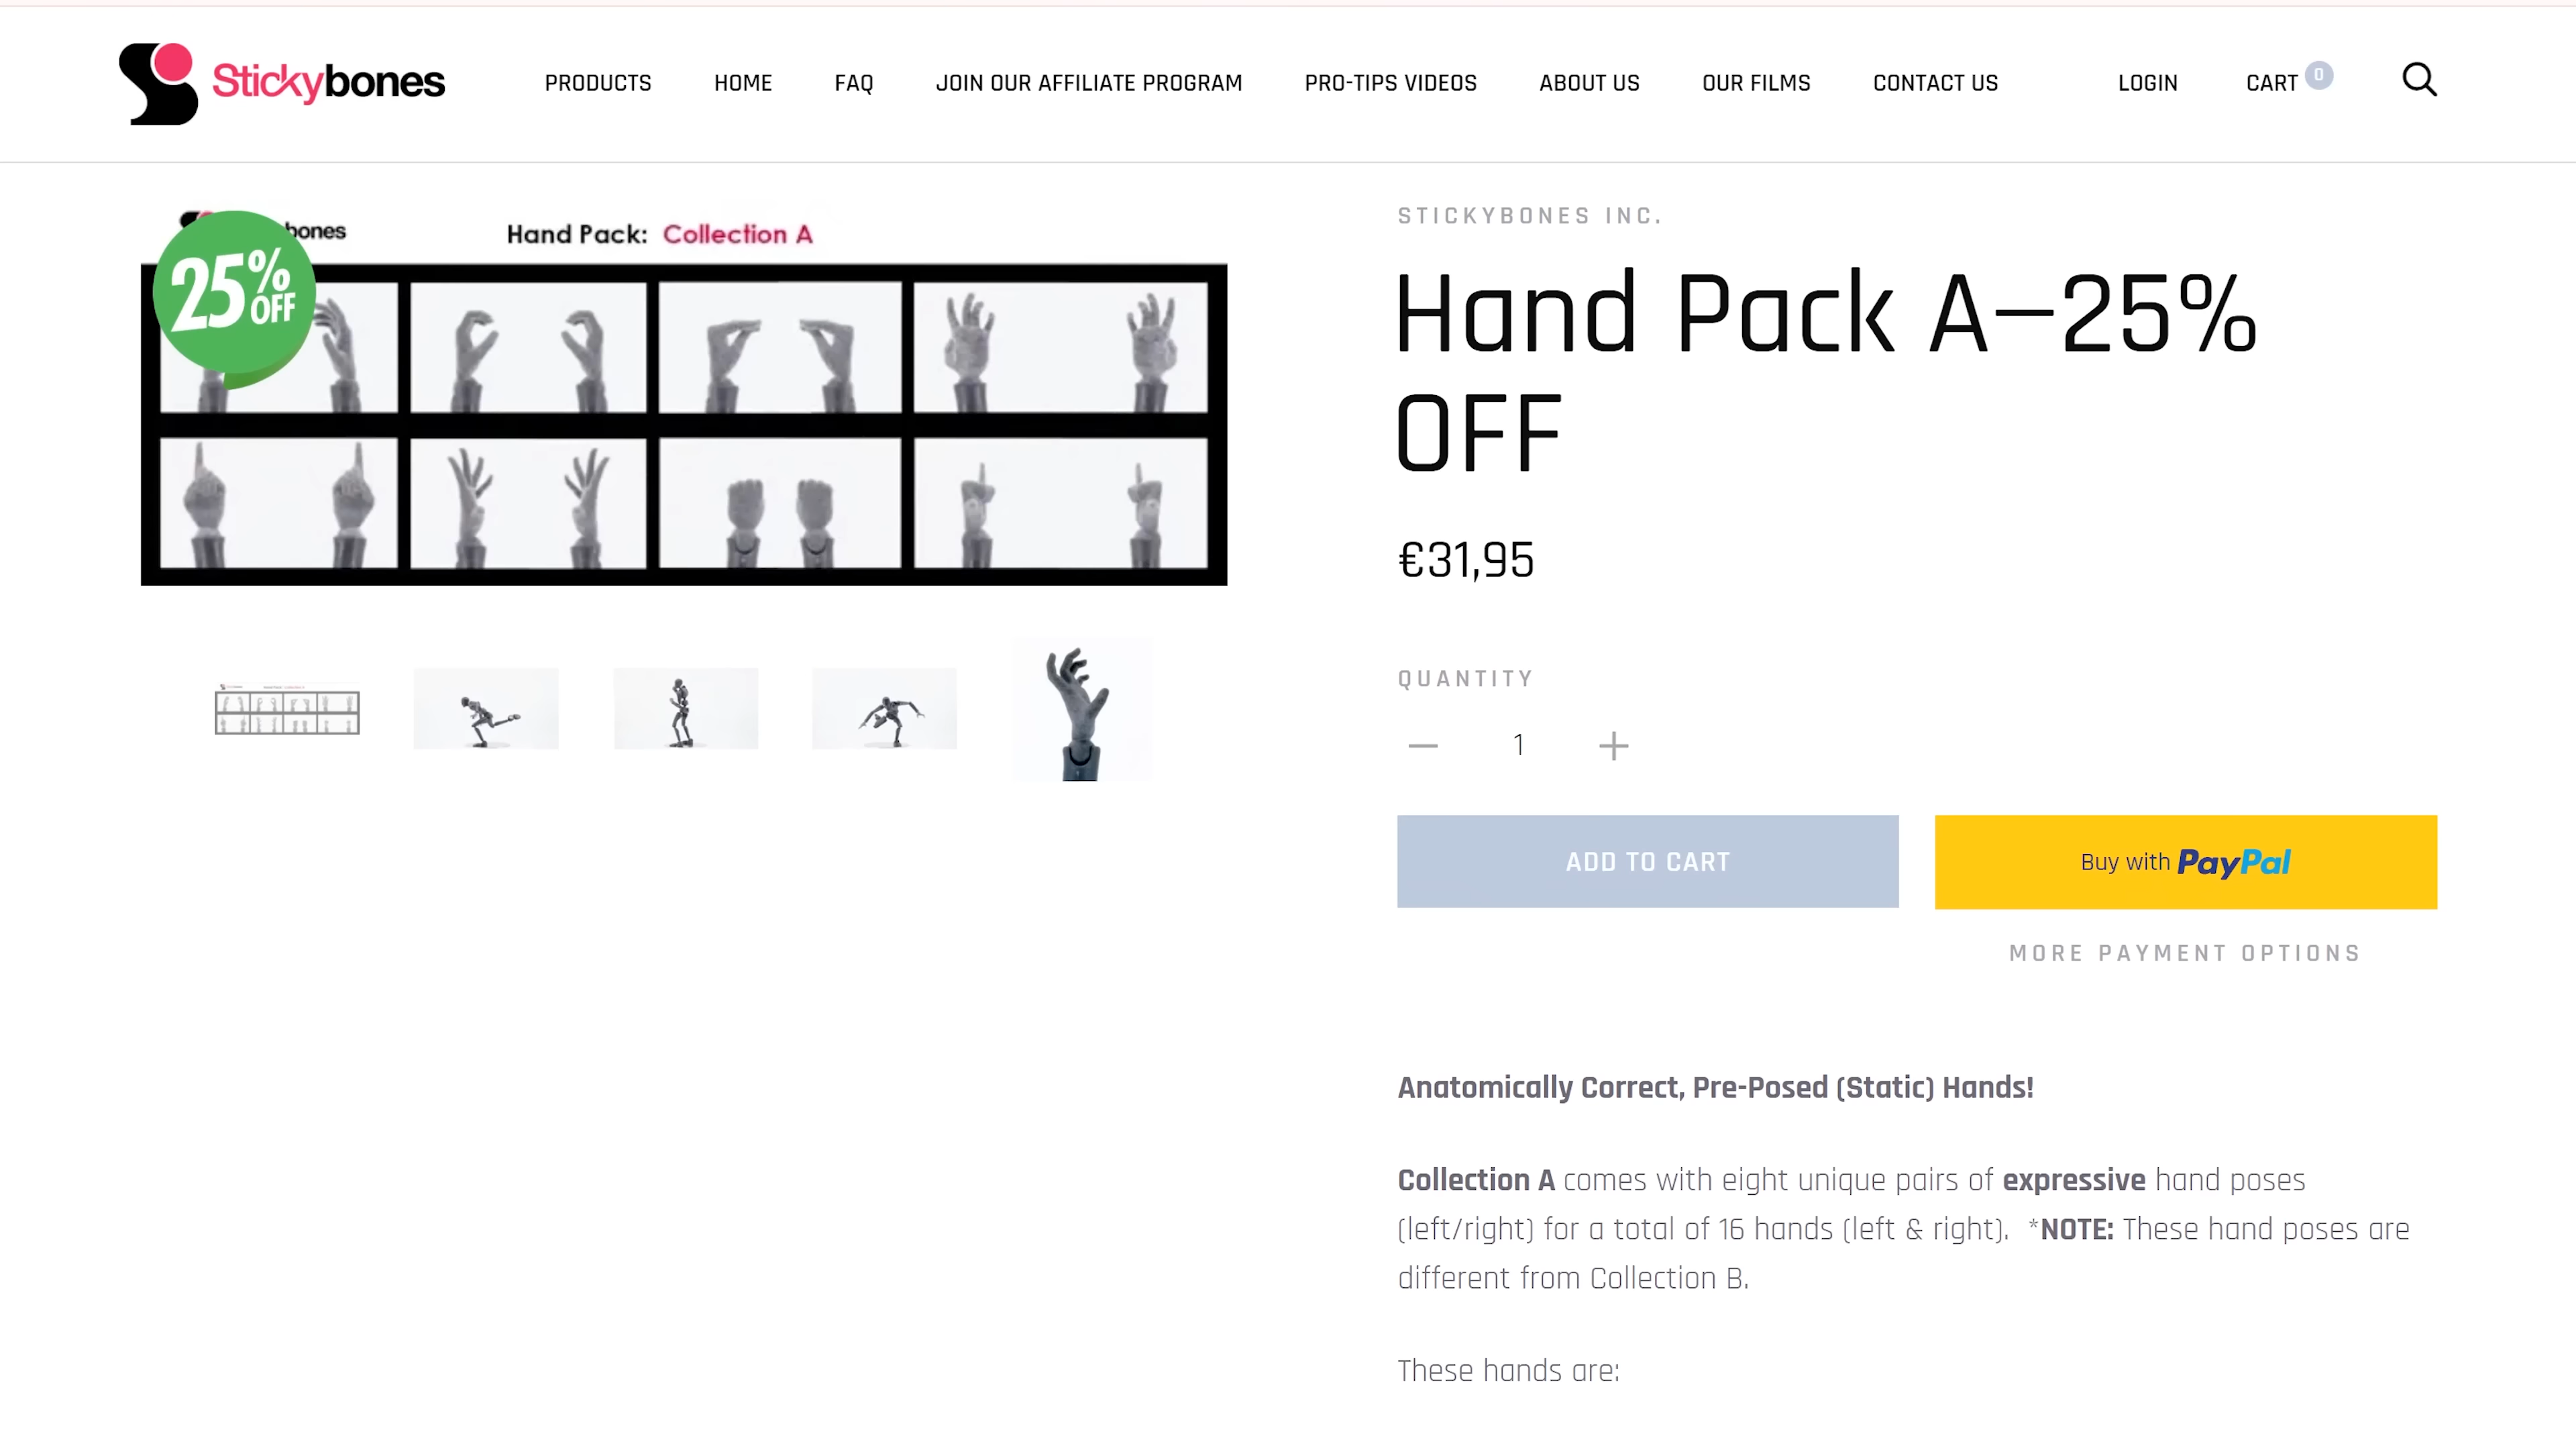 Stickybones
PRODUCTS
HOME
FAQ
JOIN OUR AFFILIATE PROGRAM
PRO-TIPS VIDEOS
ABOUT US
OUR FILMS
CONTACT US
LOGIN
CART 0
bones
Hand Pack: Collection A
25% OFF
STICKYBONES INC.
Hand Pack A—25%
OFF
€31,95
QUANTITY
1
ADD TO CART
Buy with PayPal
MORE PAYMENT OPTIONS
Anatomically Correct, Pre-Posed (Static) Hands!
Collection A comes with eight unique pairs of expressive hand poses
(left/right) for a total of 16 hands (left & right). *NOTE: These hand poses are
different from Collection B.
These hands are: